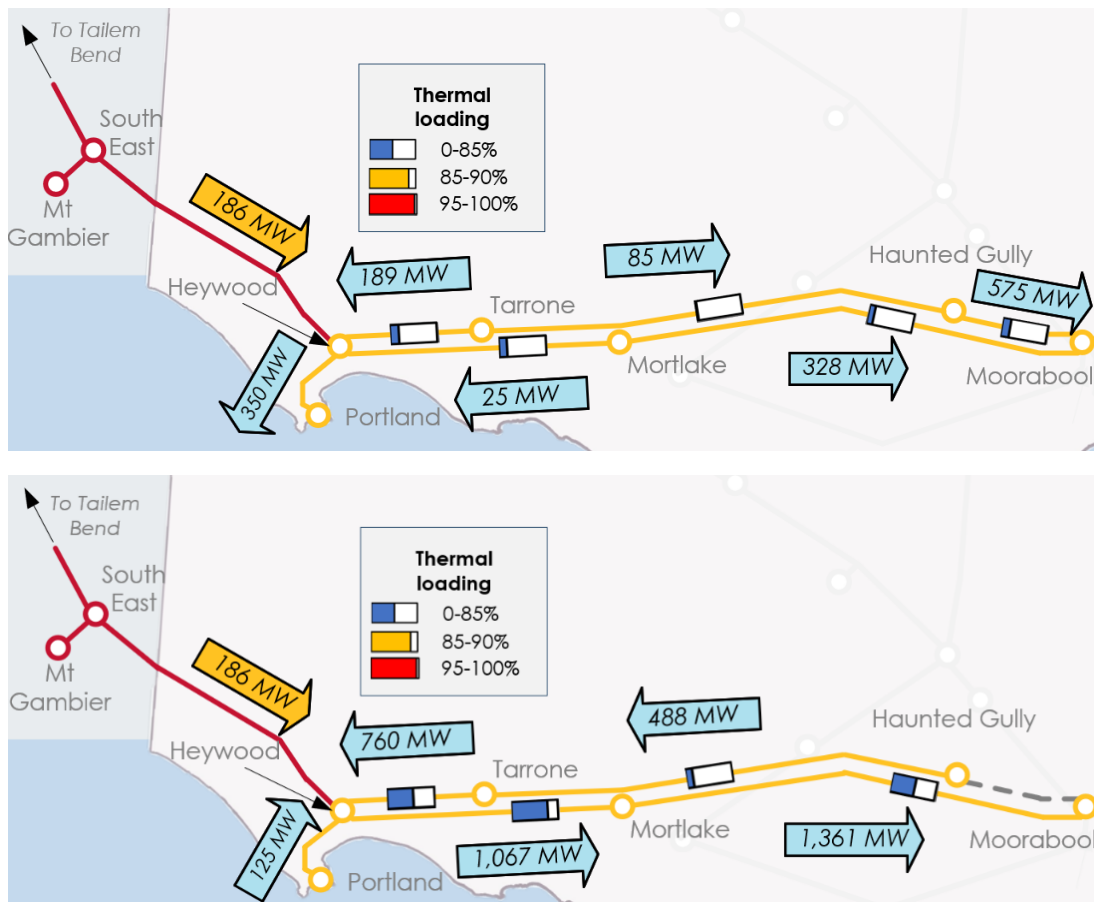 To Tailem
Bend
South
East
Mt
Gambier
Thermal
loading
0-85%
85-90%
95-100%
186 MW
Heywood
189 MW
85 MW
Tarrone
Haunted Gully
575 MW
350 MW
25 MW
Mortlake
328 MW
Moorabool
Portland
To Tailem
Bend
South
East
Mt
Gambier
Thermal
loading
0-85%
85-90%
95-100%
186 MW
Heywood
760 MW
488 MW
Tarrone
Haunted Gully
125 MW
1,067 MW
Mortlake
1,361 MW
Moorabool
Portland